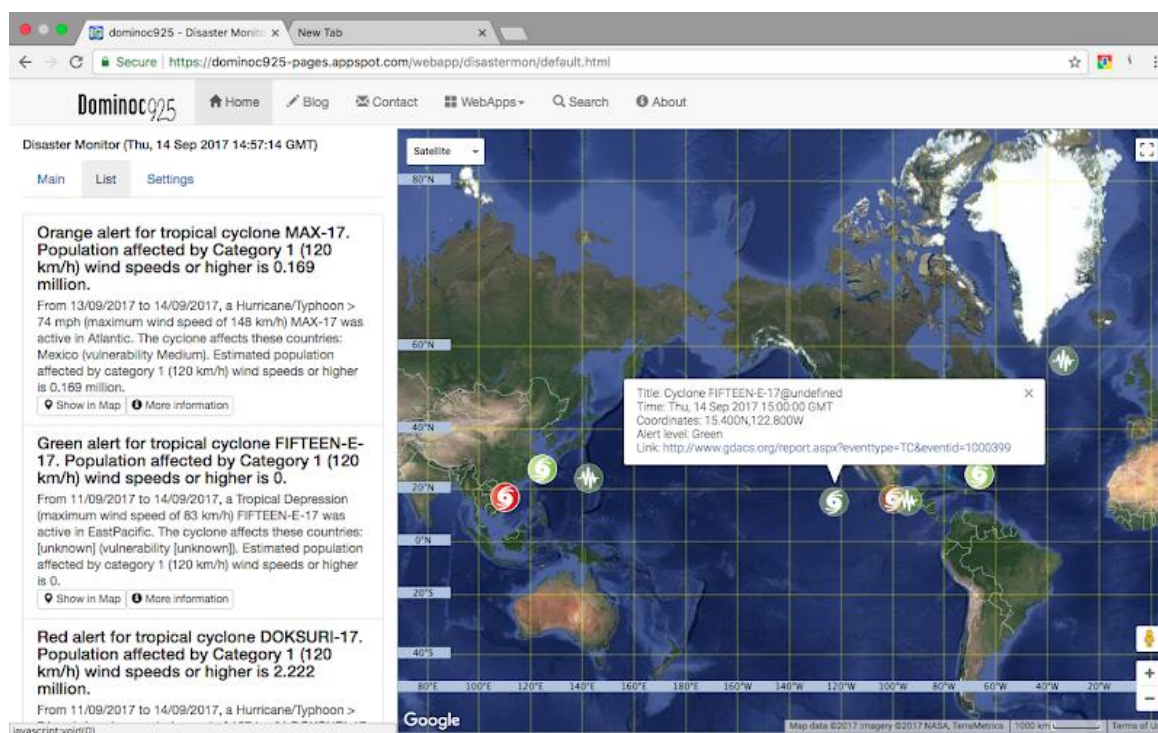 dominoc925 - Disaster Monito
New Tab
Secure | https://dominoc925-pages.appspot.com/webapp/disastermon/default.html
Dominoc925
Home
Blog
Contact
WebApps
Search
About
Disaster Monitor (Thu, 14 Sep 2017 14:57:14 GMT)
Main
List
Settings
Orange alert for tropical cyclone MAX-17.
Population affected by Category 1 (120
km/h) wind speeds or higher is 0.169
million.
From 13/09/2017 to 14/09/2017, a Hurricane/Typhoon >
74 mph (maximum wind speed of 148 km/h) MAX-17 was
active in Atlantic. The cyclone affects these countries:
Mexico (vulnerability Medium). Estimated population
affected by category 1 (120 km/h) wind speeds or higher
is 0.169 million.
Show in Map
More information
Green alert for tropical cyclone FIFTEEN-E-
17. Population affected by Category 1 (120
km/h) wind speeds or higher is 0.
From 11/09/2017 to 14/09/2017, a Tropical Depression
(maximum wind speed of 83 km/h) FIFTEEN-E-17 was
active in EastPacific. The cyclone affects these countries:
[unknown] (vulnerability [unknown]). Estimated population
affected by category 1 (120 km/h) wind speeds or higher
is 0.
Show in Map
More information
Red alert for tropical cyclone DOKSURI-17.
Population affected by Category 1 (120
km/h) wind speeds or higher is 2.222
million.
From 11/09/2017 to 14/09/2017, a Hurricane/Typhoon >
javascript:void(0)
Satellite
80°N
60°N
40°N
20°N
0°N
20°S
40°S
Title: Cyclone FIFTEEN-E-17@undefined
Time: Thu, 14 Sep 2017 15:00:00 GMT
Coordinates: 15.400N,122.800W
Alert level: Green
Link: http://www.gdacs.org/report.aspx?eventtype=TC&eventid=1000399
80°E 100°E 120°E 140°E 160°E 180°E 160°W 140°W 120°W 100°W 80°W 60°W 40°W 20°W
Google
Map data ©2017 Imagery ©2017 NASA, TerraMetrics
1000 km
Terms of U